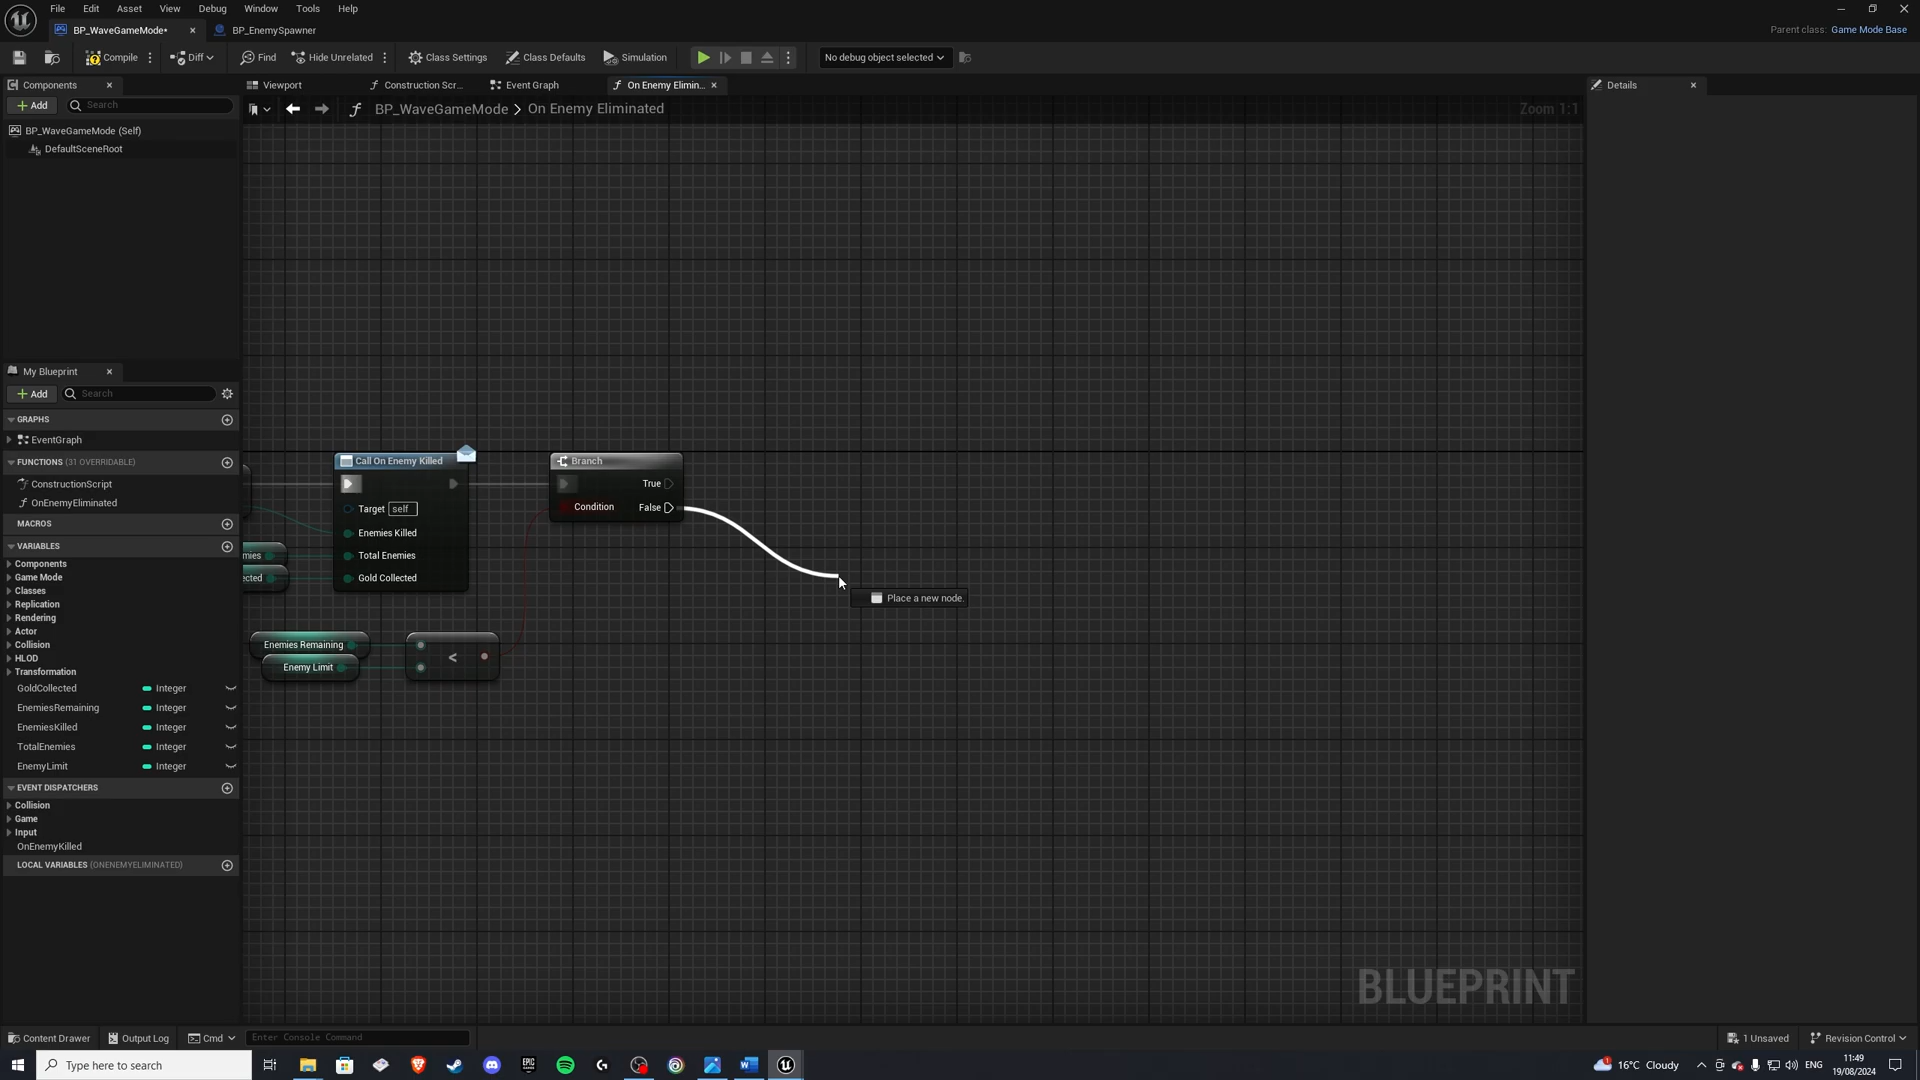 File Edit Asset View Debug Window Tools Help
BP_WaveGameMode*
BP_EnemySpawner
Parent class: Game Mode Base
Compile
Diff
Find
Hide Unrelated
Class Settings
Class Defaults
Simulation
No debug object selected
Components
Viewport
Construction Scr...
Event Graph
On Enemy Elimin...
Details
Add
Search
BP_WaveGameMode > On Enemy Eliminated
Zoom 1:1
BP_WaveGameMode (Self)
DefaultSceneRoot
My Blueprint
Add
Search
GRAPHS
EventGraph
FUNCTIONS (31 OVERRIDABLE)
ConstructionScript
OnEnemyEliminated
MACROS
VARIABLES
Components
Game Mode
Classes
Replication
Rendering
Actor
Collision
HLOD
Transformation
GoldCollected Integer
EnemiesRemaining Integer
EnemiesKilled Integer
TotalEnemies Integer
EnemyLimit Integer
EVENT DISPATCHERS
Collision
Game
Input
OnEnemyKilled
LOCAL VARIABLES (ONENEMYELIMINATED)
Call On Enemy Killed
Target self
Enemies Killed
Total Enemies
Gold Collected
mies
ected
Branch
True
Condition False
Place a new node.
Enemies Remaining
Enemy Limit
<
BLUEPRINT
Content Drawer
Output Log
Cmd
Enter Console Command
1 Unsaved
Revision Control
Type here to search
16°C Cloudy
ENG
11:49
19/08/2024